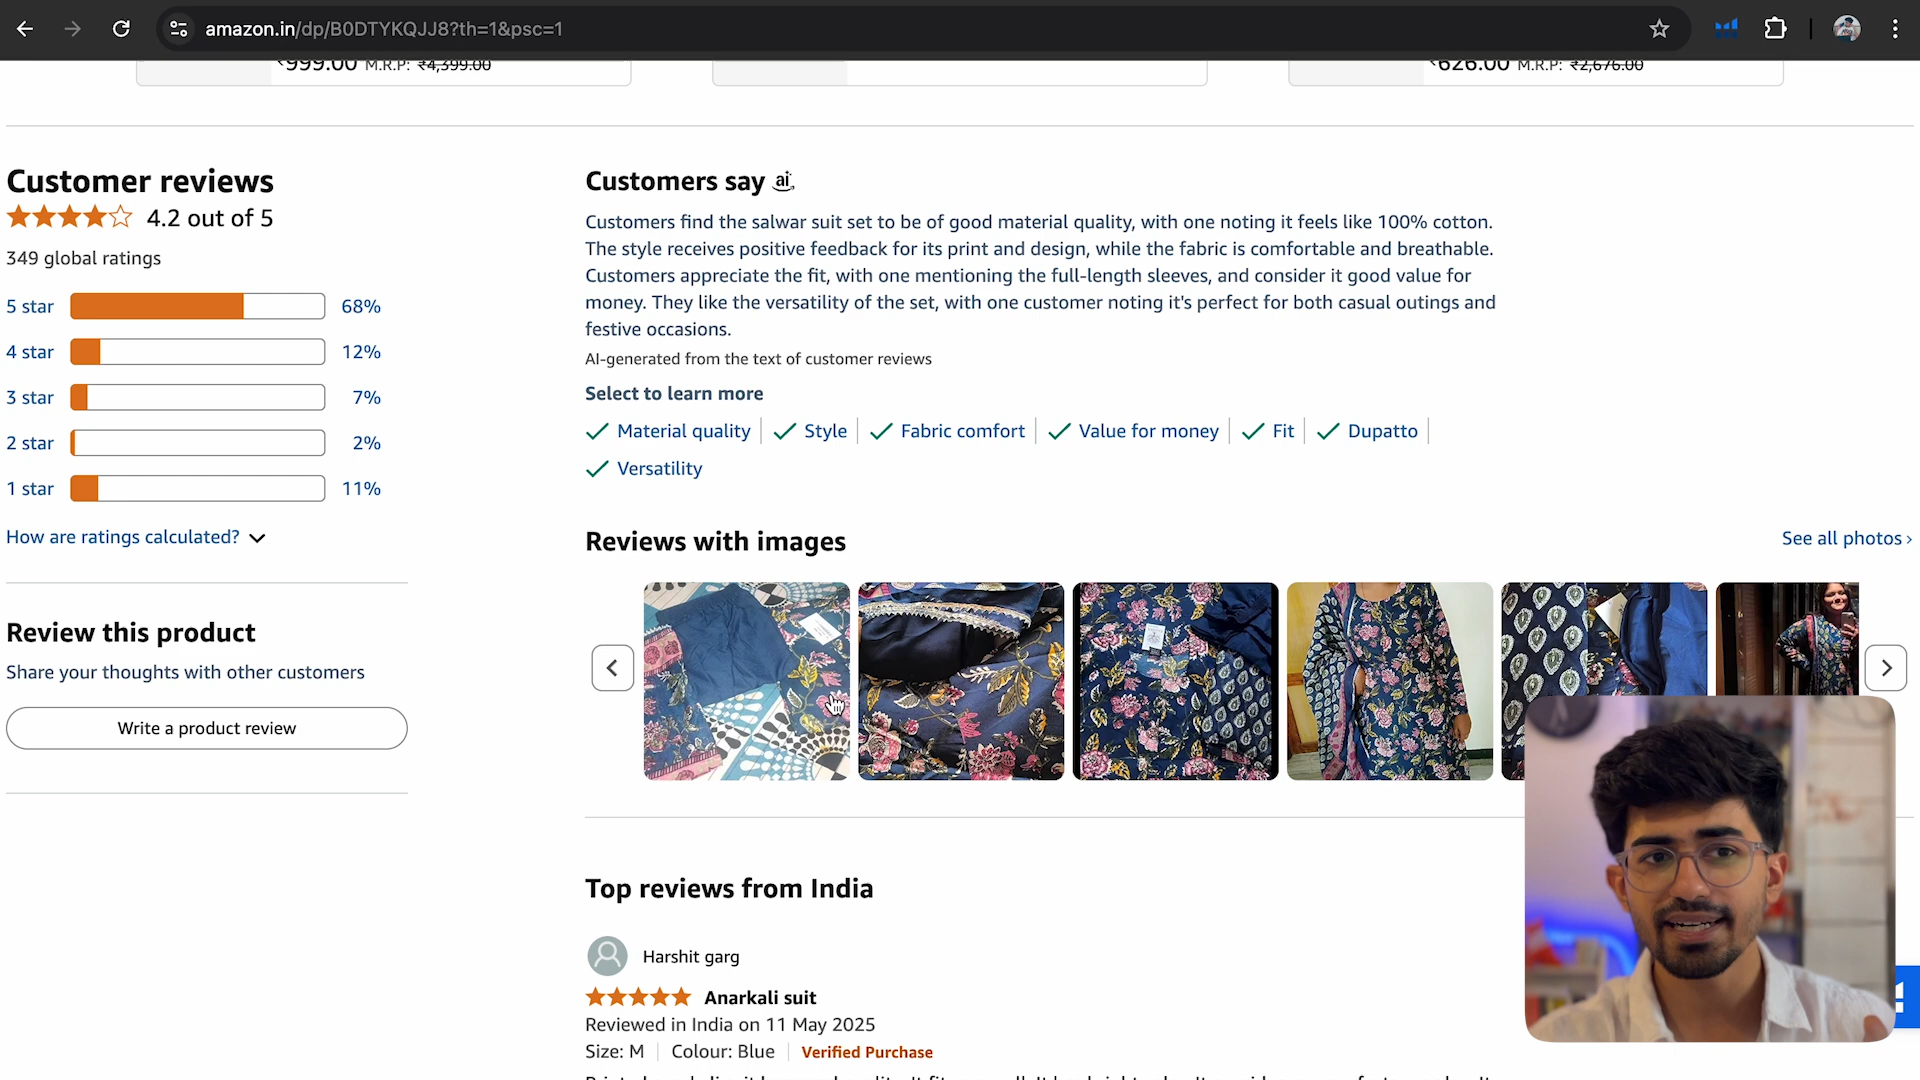 amazon.in/dp/B0DTYKQJJ8?th=1&psc=1
₹999.00 M.R.P: ₹4,399.00
₹626.00 M.R.P: ₹2,676.00
Customer reviews
4.2 out of 5
349 global ratings
5 star 68%
4 star 12%
3 star 7%
2 star 2%
1 star 11%
How are ratings calculated?
Review this product
Share your thoughts with other customers
Write a product review
Customers say ai
Customers find the salwar suit set to be of good material quality, with one noting it feels like 100% cotton.
The style receives positive feedback for its print and design, while the fabric is comfortable and breathable.
Customers appreciate the fit, with one mentioning the full-length sleeves, and consider it good value for
money. They like the versatility of the set, with one customer noting it's perfect for both casual outings and
festive occasions.
AI-generated from the text of customer reviews
Select to learn more
Material quality Style Fabric comfort Value for money Fit Dupatto
Versatility
Reviews with images
See all photos ›
Top reviews from India
Harshit garg
Anarkali suit
Reviewed in India on 11 May 2025
Size: M Colour: Blue Verified Purchase